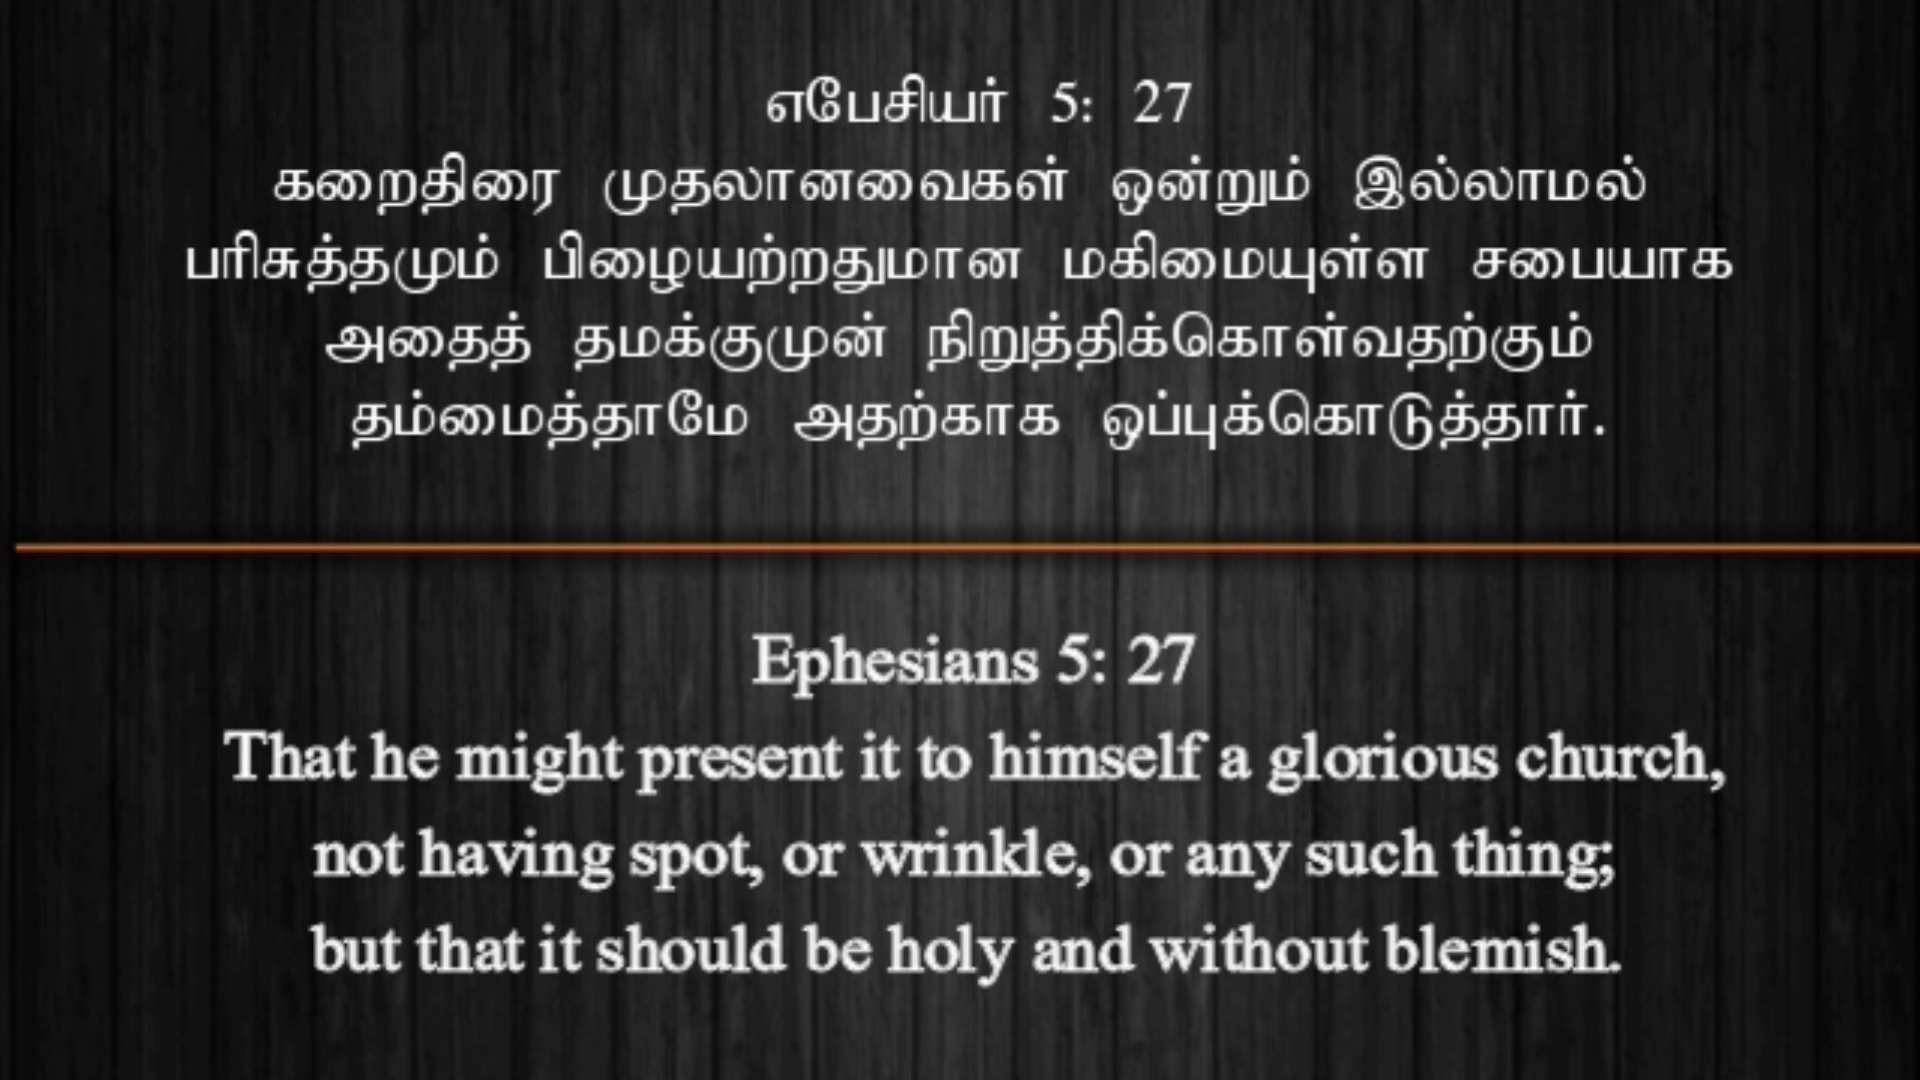 எபேசியர் 5: 27
கறைதிரை முதலானவைகள் ஒன்றும் இல்லாமல்
பரிசுத்தமும் பிழையற்றதுமான மகிமையுள்ள சபையாக
அதைத் தமக்குமுன் நிறுத்திக்கொள்வதற்கும்
தம்மைத்தாமே அதற்காக ஒப்புக்கொடுத்தார்.
Ephesians 5: 27
That he might present it to himself a glorious church,
not having spot, or wrinkle, or any such thing;
but that it should be holy and without blemish.